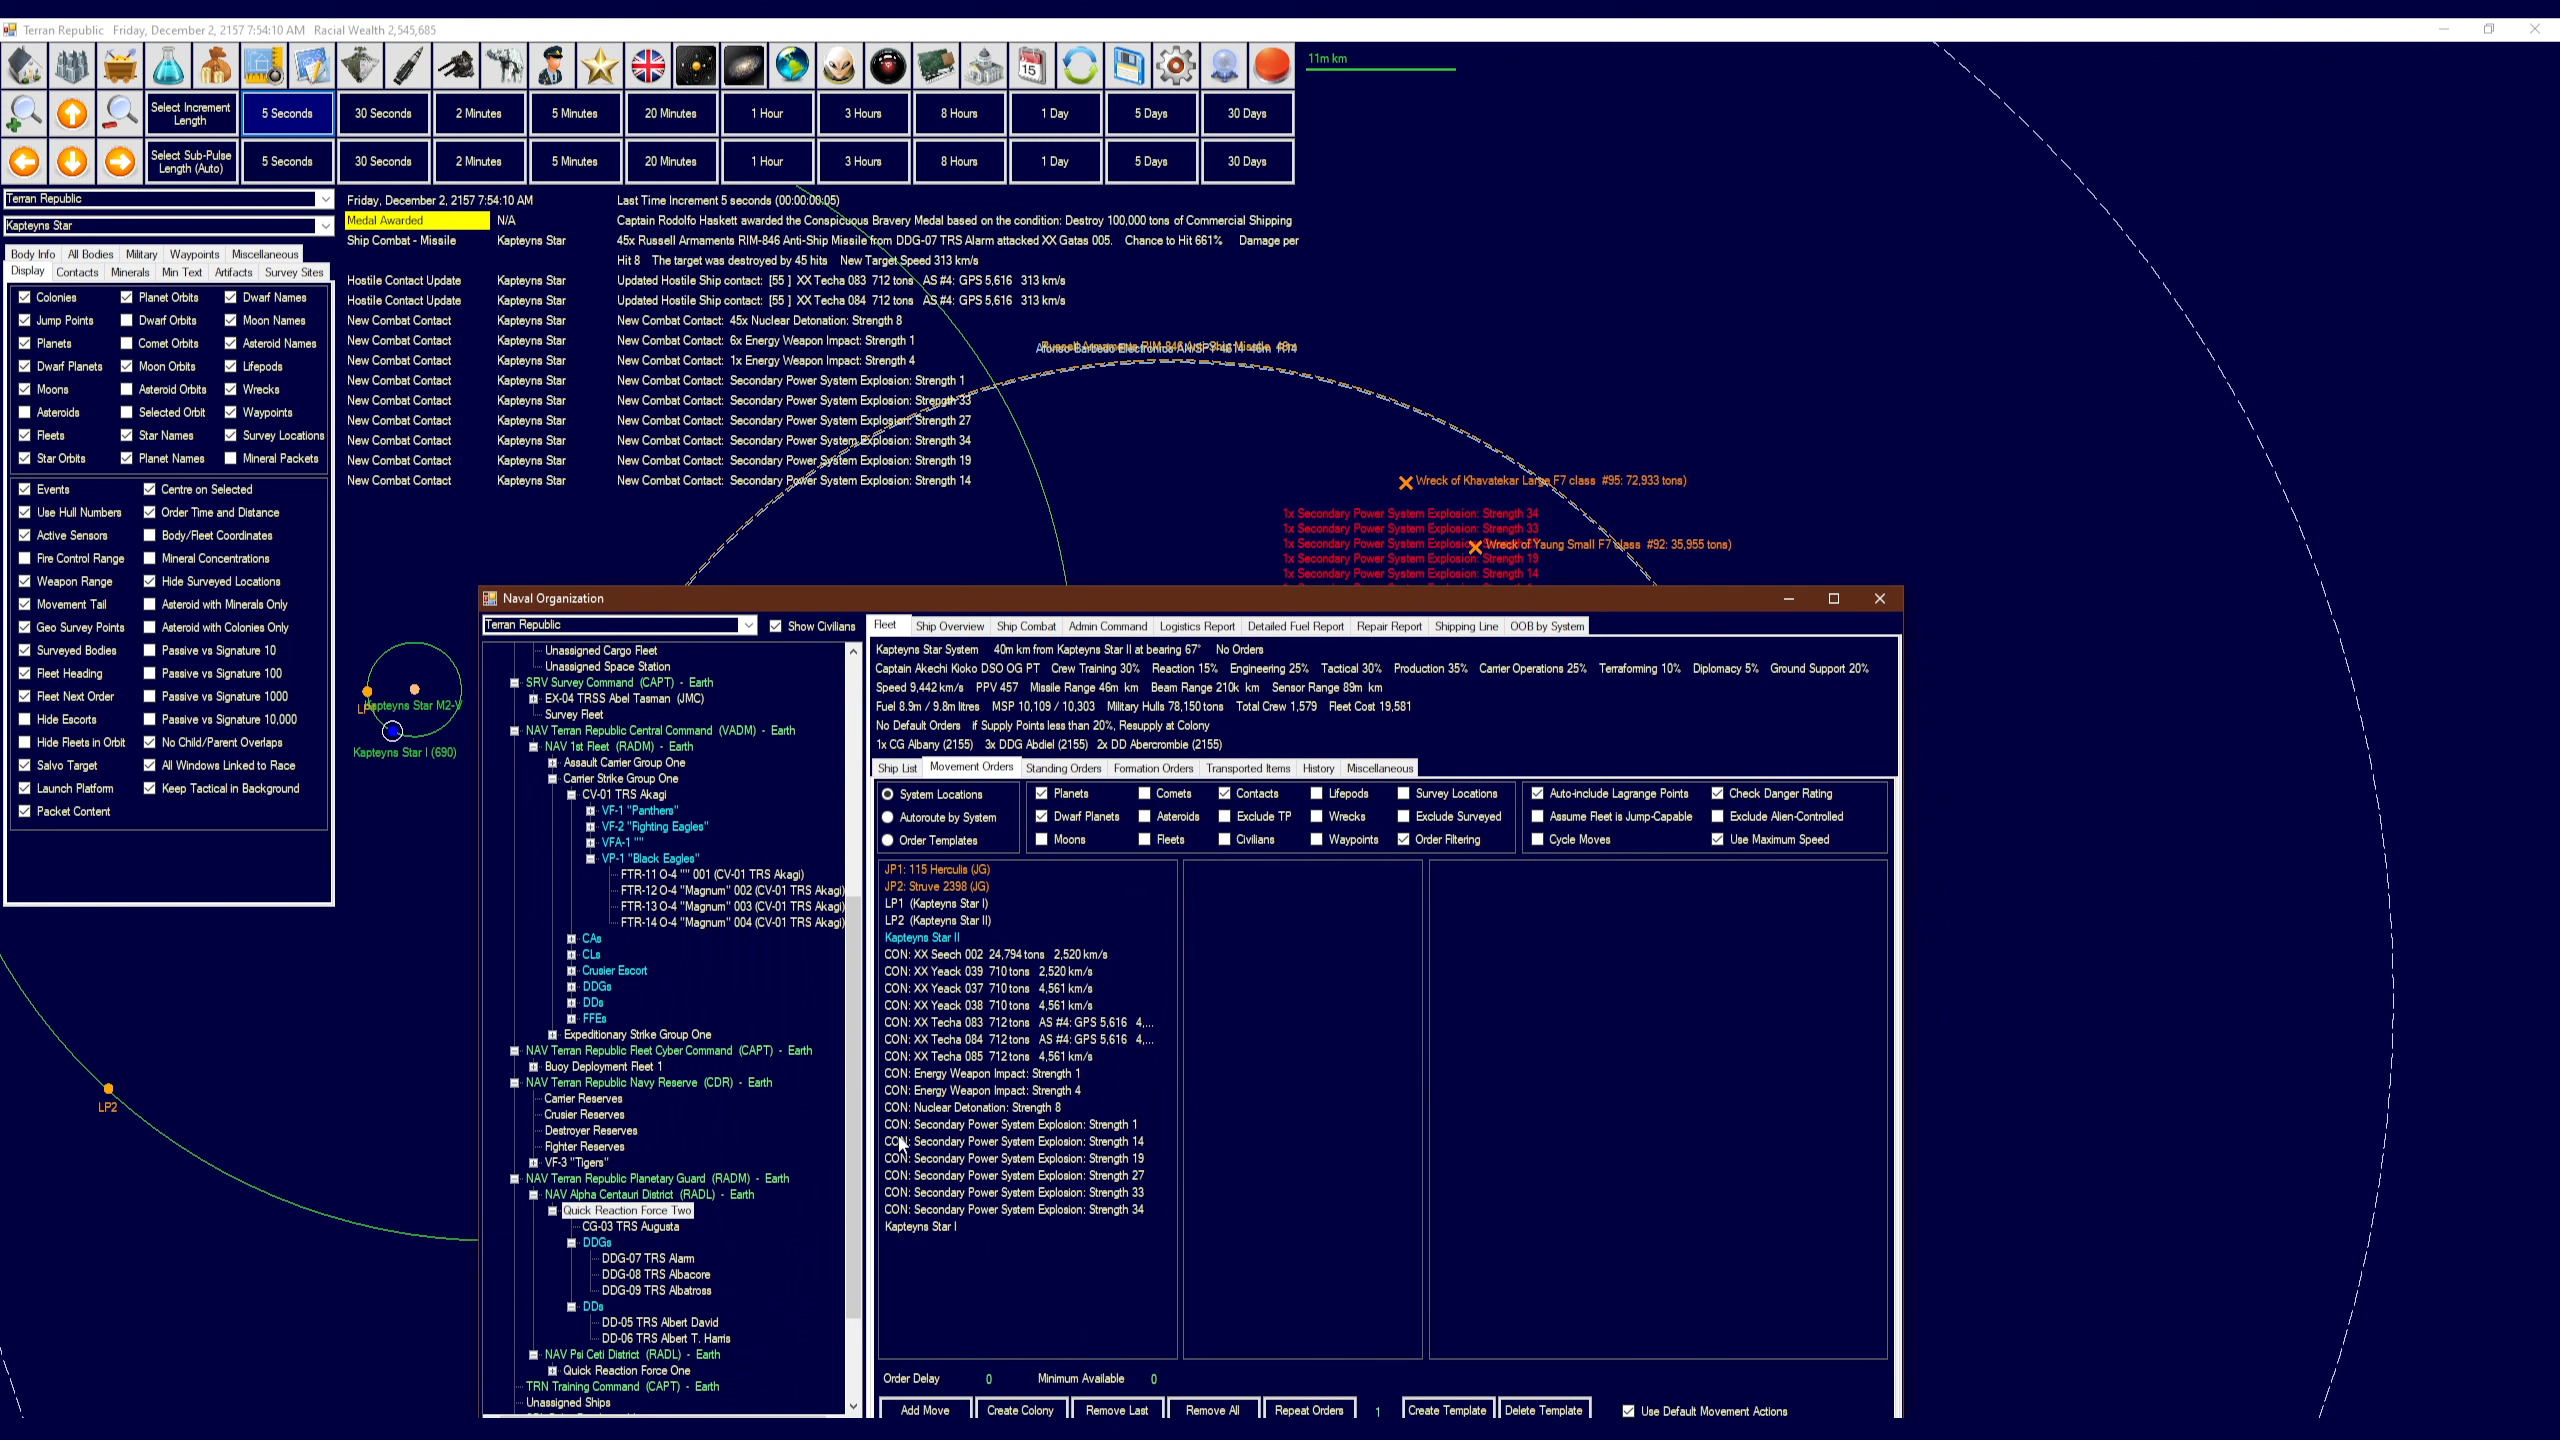 Terran Republic   Friday, December 2, 2157 7:54:10 AM   Racial Wealth 2,545,685
11m km
15
Select Increment Length
5 Seconds
30 Seconds
2 Minutes
5 Minutes
20 Minutes
1 Hour
3 Hours
8 Hours
1 Day
5 Days
30 Days
Select Sub-Pulse Length (Auto)
5 Seconds
30 Seconds
2 Minutes
5 Minutes
20 Minutes
1 Hour
3 Hours
8 Hours
1 Day
5 Days
30 Days
Terran Republic
Kapteyns Star
Body Info   All Bodies   Military   Waypoints   Miscellaneous
Display   Contacts   Minerals   Min Text   Artifacts   Survey Sites
Colonies   Planet Orbits   Dwarf Names
Jump Points   Dwarf Orbits   Moon Names
Planets   Comet Orbits   Asteroid Names
Dwarf Planets   Moon Orbits   Lifepods
Moons   Asteroid Orbits   Wrecks
Asteroids   Selected Orbit   Waypoints
Fleets   Star Names   Survey Locations
Star Orbits   Planet Names   Mineral Packets
Events   Centre on Selected
Use Hull Numbers   Order Time and Distance
Active Sensors   Body/Fleet Coordinates
Fire Control Range   Mineral Concentrations
Weapon Range   Hide Surveyed Locations
Movement Tail   Asteroid with Minerals Only
Geo Survey Points   Asteroid with Colonies Only
Surveyed Bodies   Passive vs Signature 10
Fleet Heading   Passive vs Signature 100
Fleet Next Order   Passive vs Signature 1000
Hide Escorts   Passive vs Signature 10,000
Hide Fleets in Orbit   No Child/Parent Overlaps
Salvo Target   All Windows Linked to Race
Launch Platform   Keep Tactical in Background
Packet Content
Friday, December 2, 2157 7:54:10 AM   Last Time Increment 5 seconds (00:00:00:05)
Medal Awarded   N/A   Captain Rodolfo Haskett awarded the Conspicuous Bravery Medal based on the condition: Destroy 100,000 tons of Commercial Shipping
Ship Combat - Missile   Kapteyns Star   45x Russell Armaments RIM-846 Anti-Ship Missile from DDG-07 TRS Alarm attacked XX Gatas 005.   Chance to Hit 661%   Damage per
Hit 8   The target was destroyed by 45 hits   New Target Speed 313 km/s
Hostile Contact Update   Kapteyns Star   Updated Hostile Ship contact:  [55 ]  XX Techa 083  712 tons   AS #4: GPS 5,616   313 km/s
Hostile Contact Update   Kapteyns Star   Updated Hostile Ship contact:  [55 ]  XX Techa 084  712 tons   AS #4: GPS 5,616   313 km/s
New Combat Contact   Kapteyns Star   New Combat Contact:  45x Nuclear Detonation: Strength 8
New Combat Contact   Kapteyns Star   New Combat Contact:  6x Energy Weapon Impact: Strength 1
New Combat Contact   Kapteyns Star   New Combat Contact:  1x Energy Weapon Impact: Strength 4
New Combat Contact   Kapteyns Star   New Combat Contact:  Secondary Power System Explosion: Strength 1
New Combat Contact   Kapteyns Star   New Combat Contact:  Secondary Power System Explosion: Strength 33
New Combat Contact   Kapteyns Star   New Combat Contact:  Secondary Power System Explosion: Strength 27
New Combat Contact   Kapteyns Star   New Combat Contact:  Secondary Power System Explosion: Strength 34
New Combat Contact   Kapteyns Star   New Combat Contact:  Secondary Power System Explosion: Strength 19
New Combat Contact   Kapteyns Star   New Combat Contact:  Secondary Power System Explosion: Strength 14
Wreck of Khavatekar Large F7 class  #95: 72,933 tons)
1x Secondary Power System Explosion: Strength 34
1x Secondary Power System Explosion: Strength 33
1x Secondary Power System
Wreck of Yaung Small F7 class  #92: 35,955 tons)
1x Secondary Power System Explosion: Strength 19
1x Secondary Power System Explosion: Strength 14
Kapteyns Star M2-V
Kapteyns Star I (690)
LP2
Naval Organization
Terran Republic   Show Civilians
Unassigned Cargo Fleet
Unassigned Space Station
SRV Survey Command  (CAPT)  -  Earth
EX-04 TRSS Abel Tasman  (JMC)
Survey Fleet
NAV Terran Republic Central Command  (VADM)  -  Earth
NAV 1st Fleet  (RADM)  -  Earth
Assault Carrier Group One
Carrier Strike Group One
CV-01 TRS Akagi
VF-1 "Panthers"
VF-2 "Fighting Eagles"
VFA-1 ""
VP-1 "Black Eagles"
FTR-11 O-4 "" 001 (CV-01 TRS Akagi)
FTR-12 O-4 "Magnum" 002 (CV-01 TRS Akagi)
FTR-13 O-4 "Magnum" 003 (CV-01 TRS Akagi)
FTR-14 O-4 "Magnum" 004 (CV-01 TRS Akagi)
CAs
CLs
Crusier Escort
DDGs
DDs
FFEs
Expeditionary Strike Group One
NAV Terran Republic Fleet Cyber Command  (CAPT)  -  Earth
Buoy Deployment Fleet 1
NAV Terran Republic Navy Reserve  (CDR)  -  Earth
Carrier Reserves
Crusier Reserves
Destroyer Reserves
Fighter Reserves
VF-3 "Tigers"
NAV Terran Republic Planetary Guard  (RADM)  -  Earth
NAV Alpha Centauri District  (RADL)  -  Earth
Quick Reaction Force Two
CG-03 TRS Augusta
DDGs
DDG-07 TRS Alarm
DDG-08 TRS Albacore
DDG-09 TRS Albatross
DDs
DD-05 TRS Albert David
DD-06 TRS Albert T. Harris
NAV Psi Ceti District  (RADL)  -  Earth
Quick Reaction Force One
TRN Training Command  (CAPT)  -  Earth
Unassigned Ships
Fleet   Ship Overview   Ship Combat   Admin Command   Logistics Report   Detailed Fuel Report   Repair Report   Shipping Line   OOB by System
Kapteyns Star System   40m km from Kapteyns Star II at bearing 67°   No Orders
Captain Akechi Kioko DSO OG PT   Crew Training 30%   Reaction 15%   Engineering 25%   Tactical 30%   Production 35%   Carrier Operations 25%   Terraforming 10%   Diplomacy 5%   Ground Support 20%
Speed 9,442 km/s   PPV 457   Missile Range 46m  km   Beam Range 210k  km   Sensor Range 89m  km
Fuel 8.9m / 9.8m litres   MSP 10,109 / 10,303   Military Hulls 78,150 tons   Total Crew 1,579   Fleet Cost 19,581
No Default Orders   if Supply Points less than 20%, Resupply at Colony
1x CG Albany (2155)   3x DDG Abdiel (2155)   2x DD Abercrombie (2155)
Ship List   Movement Orders   Standing Orders   Formation Orders   Transported Items   History   Miscellaneous
System Locations   Planets   Comets   Contacts   Lifepods   Survey Locations   Auto-include Lagrange Points   Check Danger Rating
Autoroute by System   Dwarf Planets   Asteroids   Exclude TP   Wrecks   Exclude Surveyed   Assume Fleet is Jump-Capable   Exclude Alien-Controlled
Order Templates   Moons   Fleets   Civilians   Waypoints   Order Filtering   Cycle Moves   Use Maximum Speed
JP1: 115 Herculis (JG)
JP2: Struve 2398 (JG)
LP1  (Kapteyns Star I)
LP2  (Kapteyns Star II)
Kapteyns Star II
CON: XX Seech 002  24,794 tons   2,520 km/s
CON: XX Yeack 039  710 tons   2,520 km/s
CON: XX Yeack 037  710 tons   4,561 km/s
CON: XX Yeack 038  710 tons   4,561 km/s
CON: XX Techa 083  712 tons   AS #4: GPS 5,616   4,...
CON: XX Techa 084  712 tons   AS #4: GPS 5,616   4,...
CON: XX Techa 085  712 tons   4,561 km/s
CON: Energy Weapon Impact: Strength 1
CON: Energy Weapon Impact: Strength 4
CON: Nuclear Detonation: Strength 8
CON: Secondary Power System Explosion: Strength 1
CON: Secondary Power System Explosion: Strength 14
CON: Secondary Power System Explosion: Strength 19
CON: Secondary Power System Explosion: Strength 27
CON: Secondary Power System Explosion: Strength 33
CON: Secondary Power System Explosion: Strength 34
Kapteyns Star I
Order Delay   0   Minimum Available   0
Add Move   Create Colony   Remove Last   Remove All   Repeat Orders   1   Create Template   Delete Template   Use Default Movement Actions